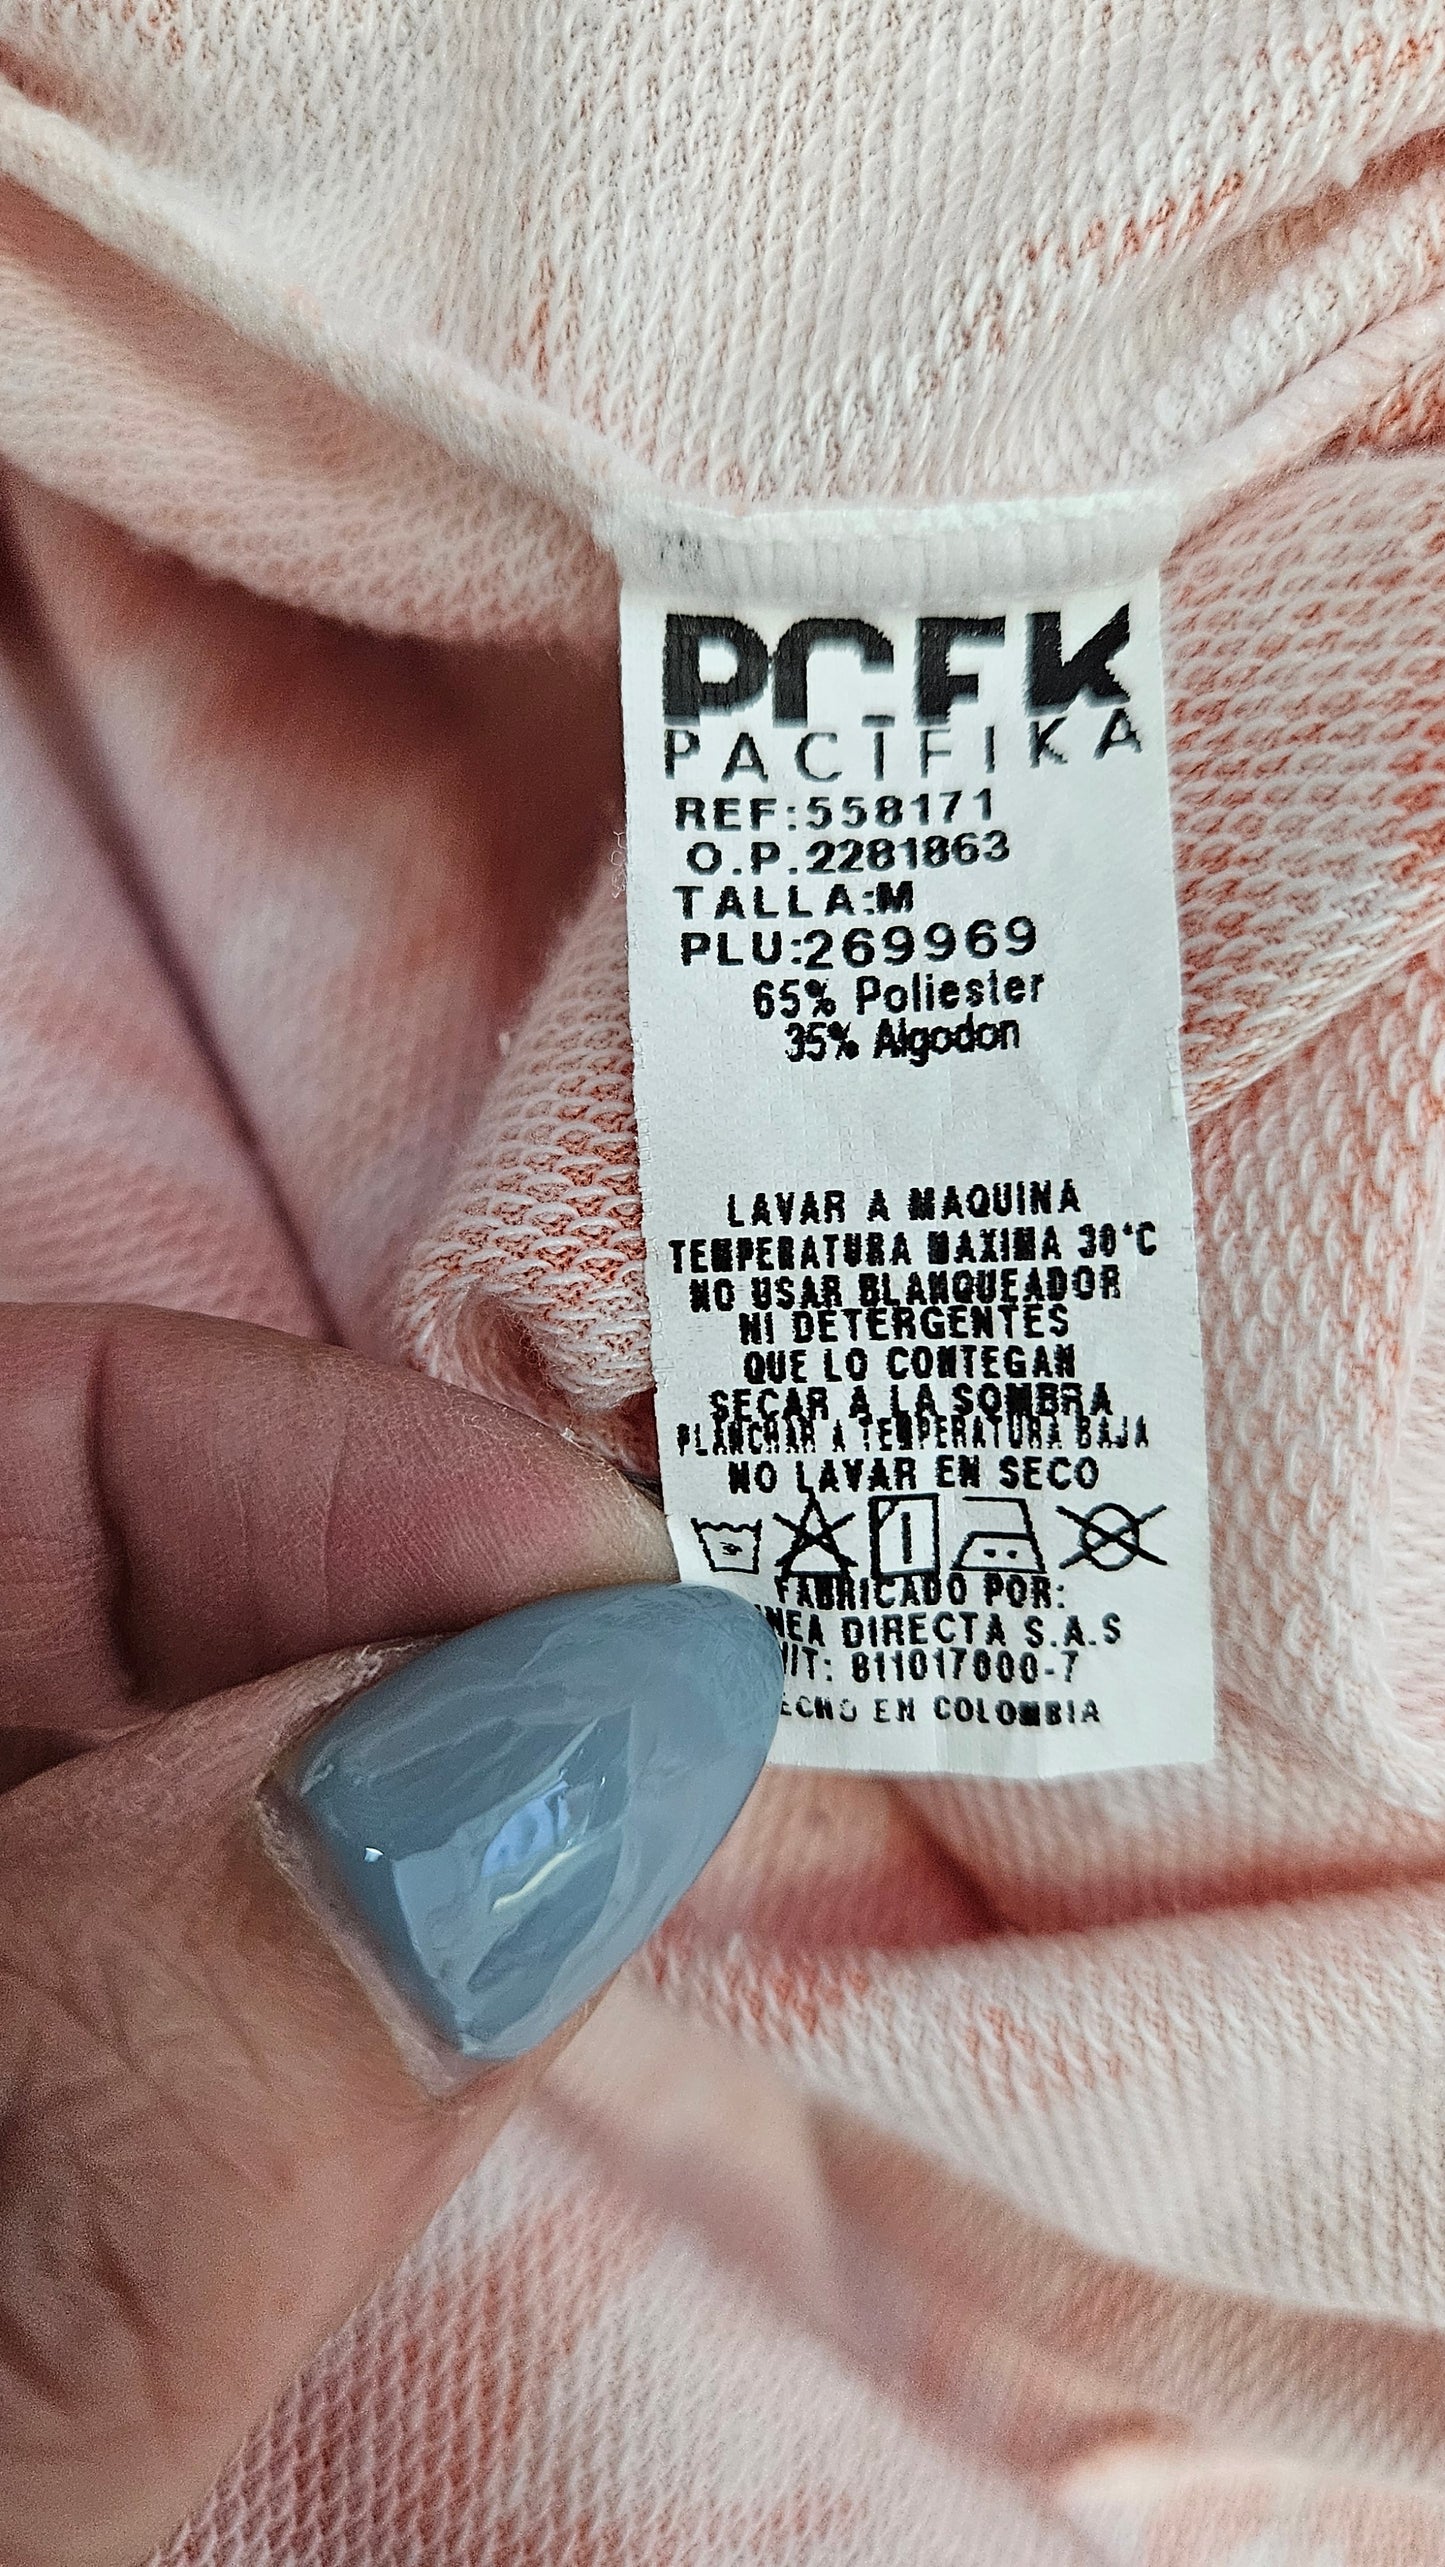 PCFK
PACIFIKA
REF:558171
O.P.2281863
TALLA:M
PLU:269969
65% Poliester
35% Algodon
LAVAR A MAQUINA
TEMPERATURA MAXIMA 30°C
NO USAR BLANQUEADOR
NI DETERGENTES
QUE LO CONTEGAN
SECAR A LA SOMBRA
PLANCHAR A TEMPERATURA BAJA
NO LAVAR EN SECO
FABRICADO POR:
NEA DIRECTA S.A.S
IT: 811017000-7
ECHO EN COLOMBIA